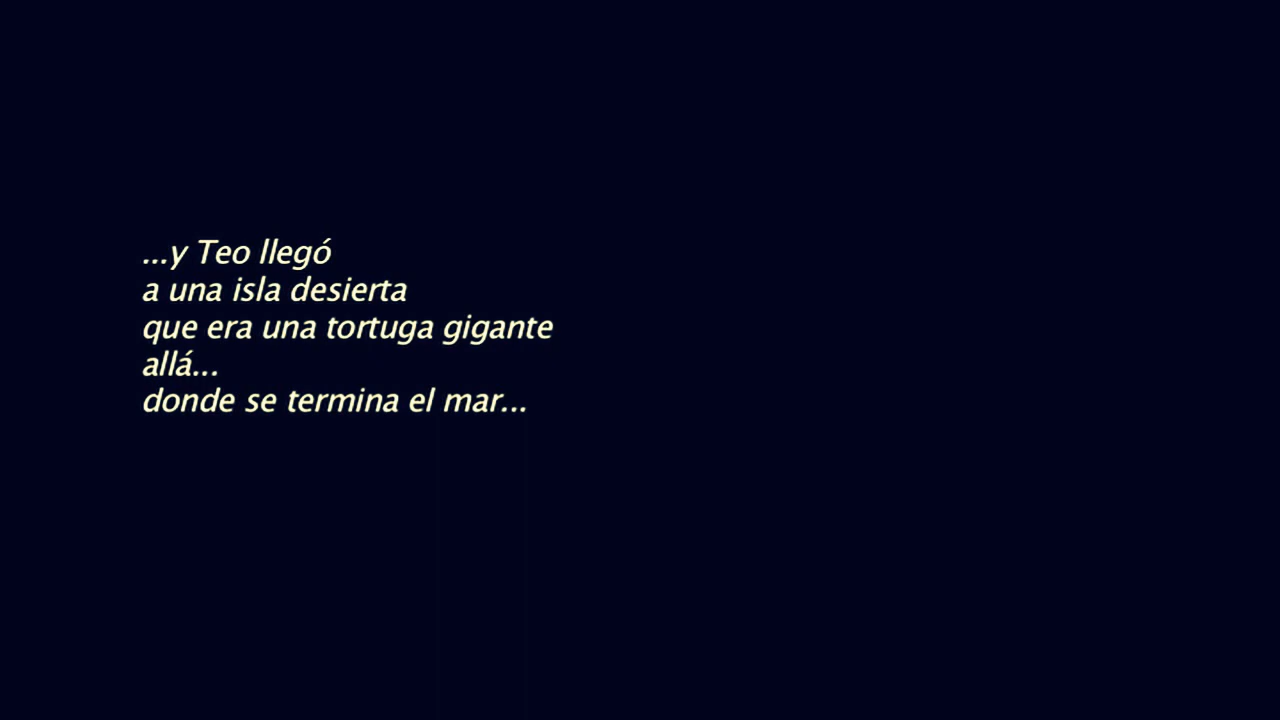 ...y Teo llegó
a una isla desierta
que era una tortuga gigante
allá...
donde se termina el mar...